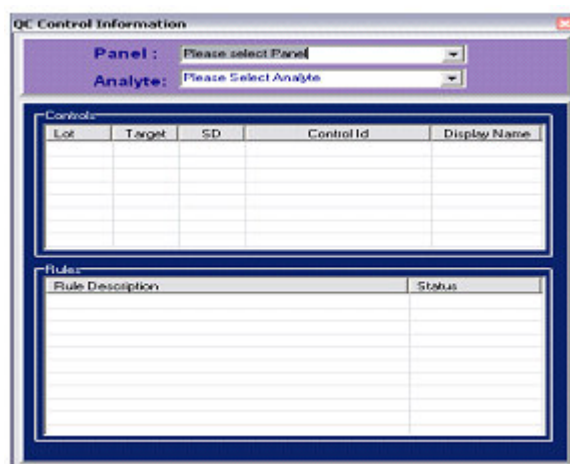 QC Control Information
Panel : Please select Panel
Analyte: Please Select Analyte
Controls
Lot Target SD Control Id Display Name
Rules
Rule Description Status